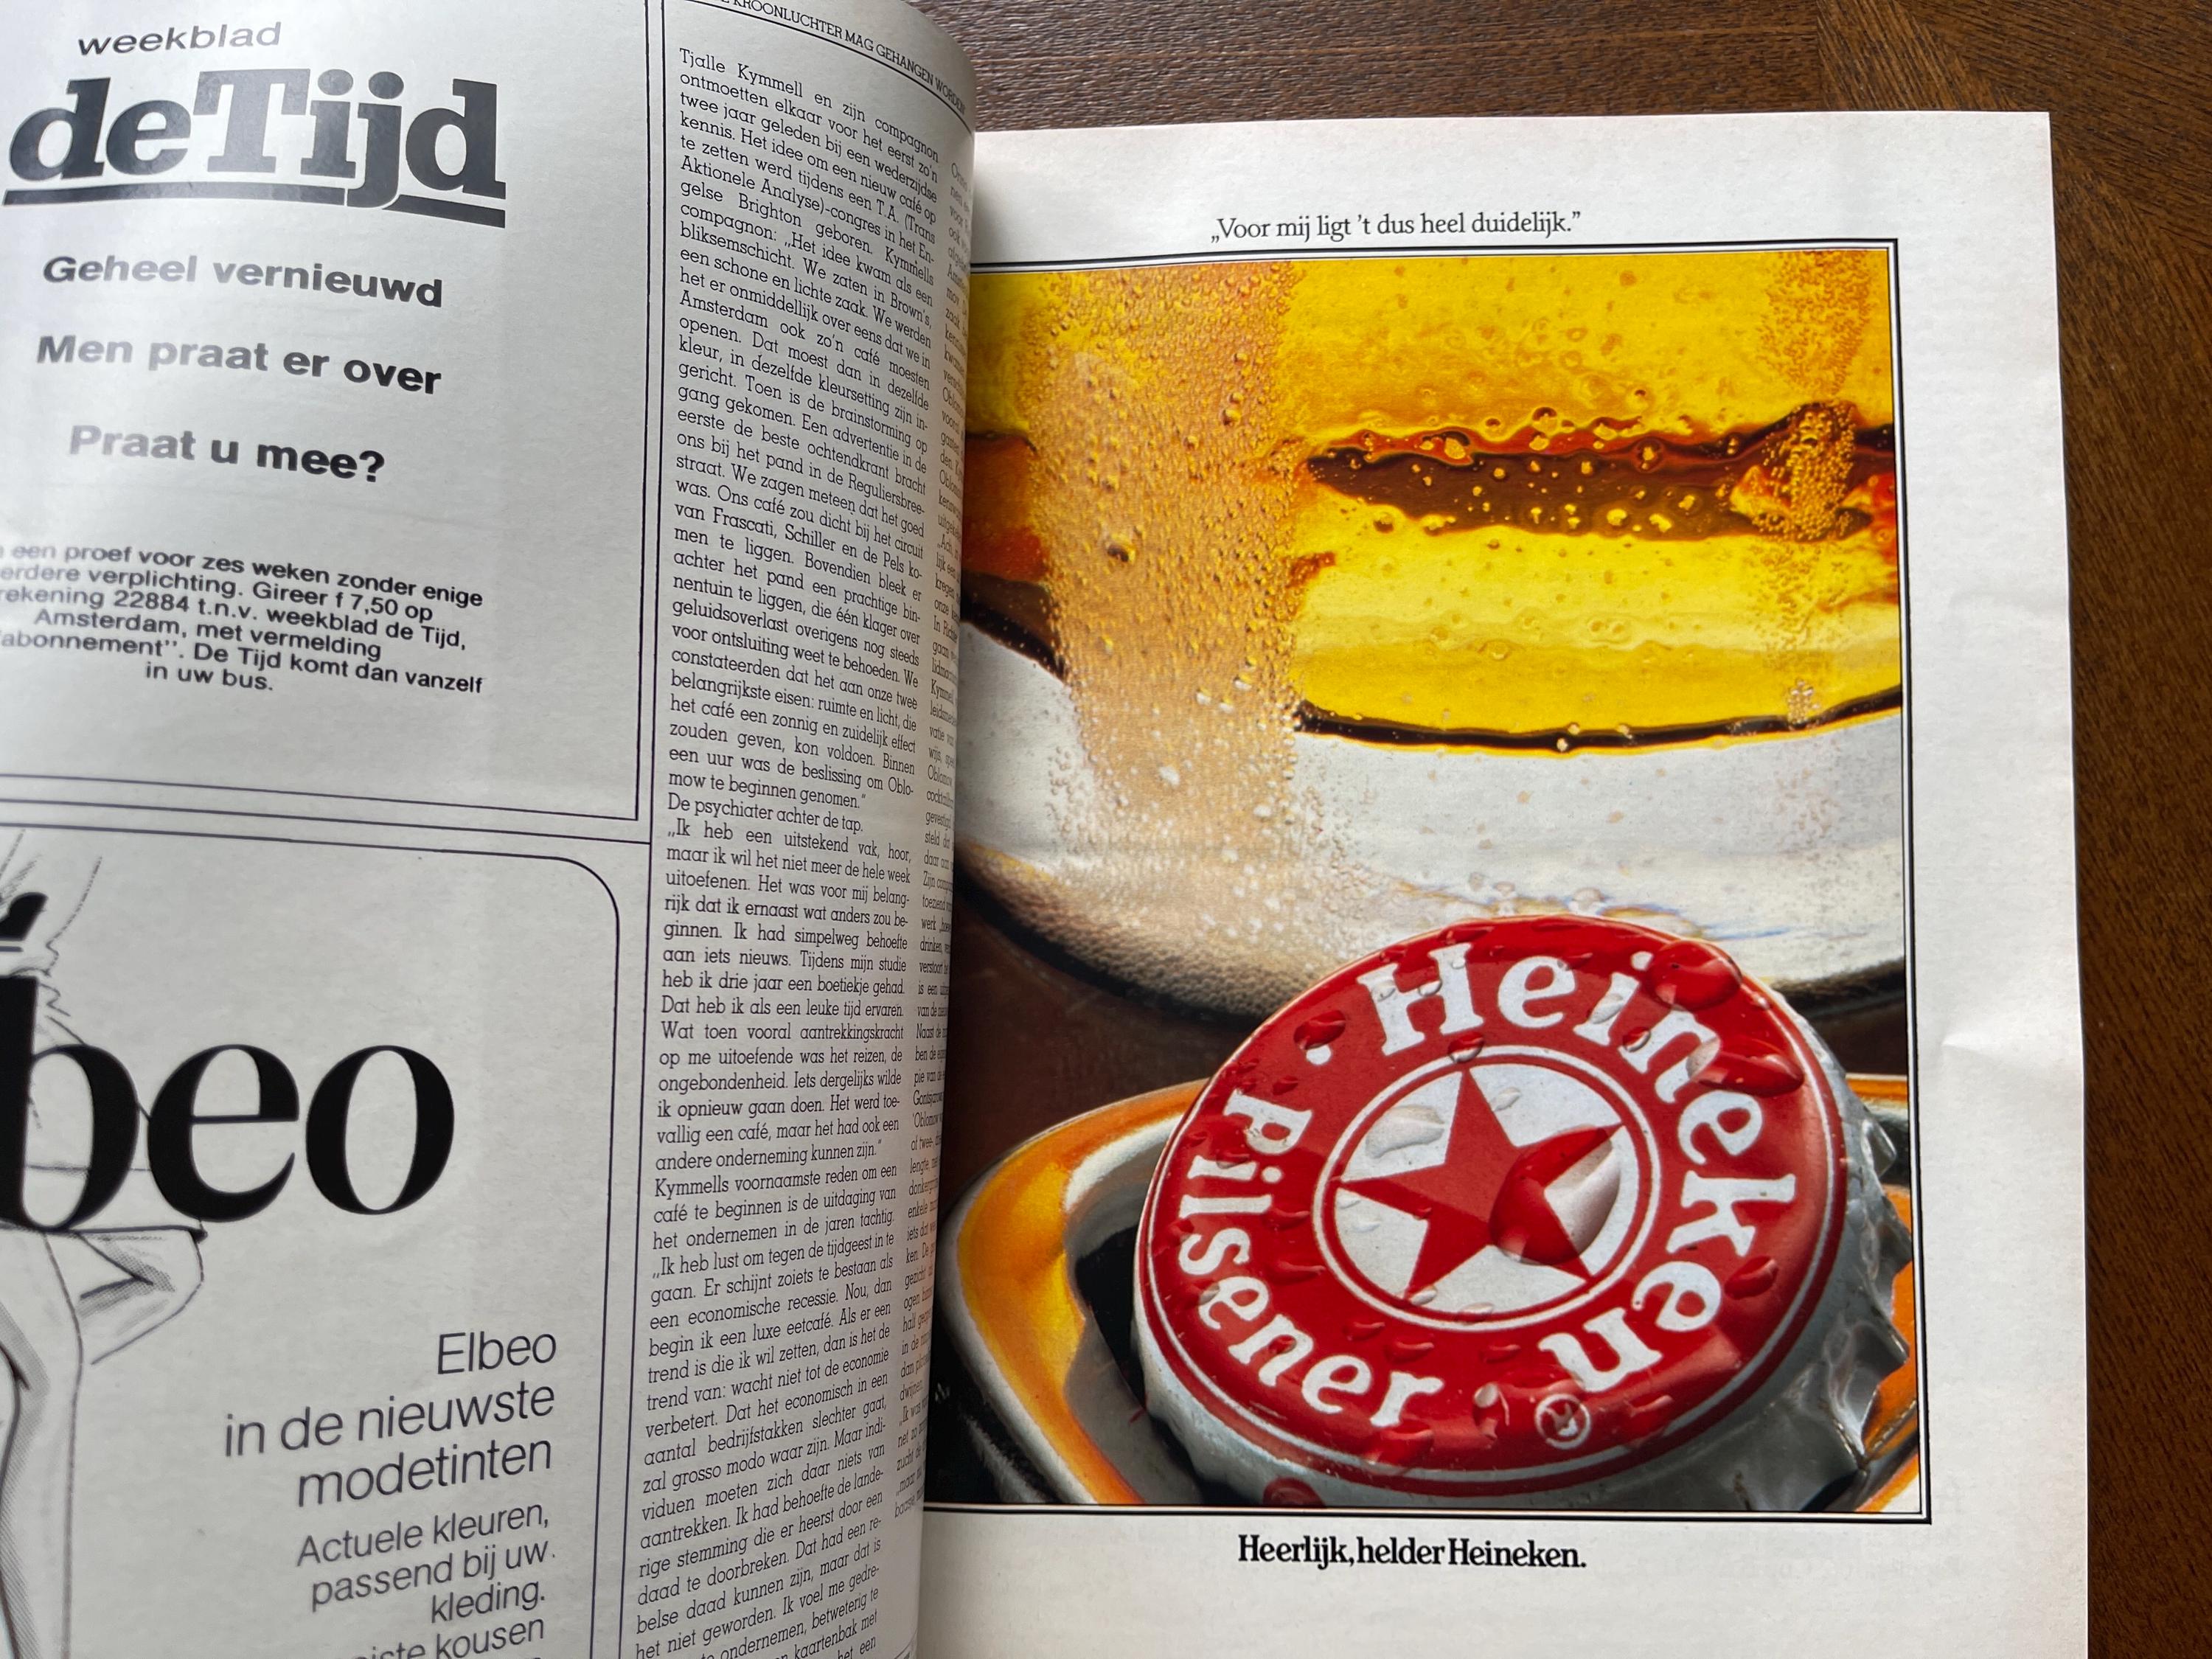 weekblad
de Tijd
Geheel vernieuwd
Men praat er over
Praat u mee?
een proef voor zes weken zonder enige
verplichting. Gireer f 7,50 op
22884 t.n.v. weekblad de Tijd,
Amsterdam, met vermelding
abonnement". De Tijd komt dan vanzelf
in uw bus.
beo
Elbeo
in de nieuwste
modetinten
Actuele kleuren,
passend bij uw
kleding.
kousen
KROONLUCHTER MAG GEHANGEN WORDEN
Tjalle Kymmell en zijn compagnon
ontmoetten elkaar voor het eerst zo'n
twee jaar geleden bij een wederzijdse
kennis. Het idee om een nieuw café op
te zetten werd tijdens een T.A. (Trans
Aktionele Analyse)-congres in het En-
gelse Brighton geboren. Kymmells
compagnon: „Het idee kwam als een
bliksemschicht. We zaten in Brown's,
een schone en lichte zaak. We werden
het er onmiddellijk over eens dat we in
Amsterdam ook zo'n café moesten
openen. Dat moest dan in dezelfde
kleur, in dezelfde kleursetting zijn in-
gericht. Toen is de brainstorming op
gang gekomen. Een advertentie in de
eerste de beste ochtendkrant bracht
ons bij het pand in de Reguliersbree-
straat. We zagen meteen dat het goed
was. Ons café zou dicht bij het circuit
van Frascati, Schiller en de Pels ko-
men te liggen. Bovendien bleek er
achter het pand een prachtige bin-
nentuin te liggen, die één klager over
geluidsoverlast overigens nog steeds
voor ontsluiting weet te behoeden. We
constateerden dat het aan onze twee
belangrijkste eisen: ruimte en licht, die
het café een zonnig en zuidelijk effect
zouden geven, kon voldoen. Binnen
een uur was de beslissing om Oblo-
mow te beginnen genomen."
De psychiater achter de tap.
„Ik heb een uitstekend vak, hoor,
maar ik wil het niet meer de hele week
uitoefenen. Het was voor mij belang-
rijk dat ik ernaast wat anders zou be-
ginnen. Ik had simpelweg behoefte
aan iets nieuws. Tijdens mijn studie
heb ik drie jaar een boetiekje gehad.
Dat heb ik als een leuke tijd ervaren.
Wat toen vooral aantrekkingskracht
op me uitoefende was het reizen, de
ongebondenheid. Iets dergelijks wilde
ik opnieuw gaan doen. Het werd toe-
vallig een café, maar het had ook een
andere onderneming kunnen zijn."
Kymmells voornaamste reden om een
café te beginnen is de uitdaging van
het ondernemen in de jaren tachtig.
„Ik heb lust om tegen de tijdgeest in te
gaan. Er schijnt zoiets te bestaan als
een economische recessie. Nou, dan
begin ik een luxe eetcafé. Als er een
trend is die ik wil zetten, dan is het de
trend van: wacht niet tot de economie
verbetert. Dat het economisch in een
aantal bedrijfstakken slechter gaat,
zal grosso modo waar zijn. Maar indi-
viduen moeten zich daar niets van
aantrekken. Ik had behoefte de lande-
rige stemming die er heerst door een
daad te doorbreken. Dat had een re-
belse daad kunnen zijn, maar dat is
het niet geworden. Ik voel me gedre-
ondernemen, betweterig te
kaartenbak met
het een
„Voor mij ligt 't dus heel duidelijk."
Heineken
Pilsener
®
Heerlijk, helder Heineken.